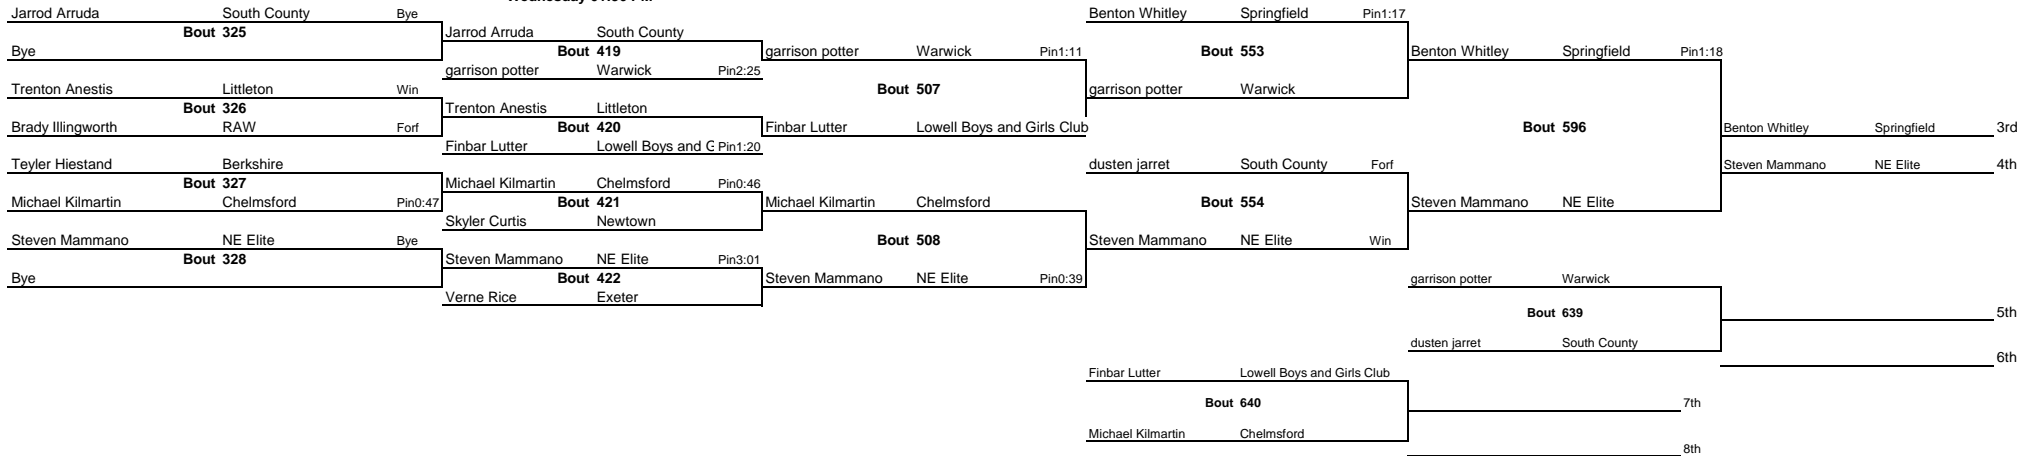 Jarrod Arruda South County Bye
Bout 325
Bye
Trenton Anestis Littleton Win
Bout 326
Brady Illingworth RAW Forf
Teyler Hiestand Berkshire
Bout 327
Michael Kilmartin Chelmsford Pin0:47
Steven Mammano NE Elite Bye
Bout 328
Bye
Jarrod Arruda South County
Bout 419
garrison potter Warwick Pin2:25
Trenton Anestis Littleton
Bout 420
Finbar Lutter Lowell Boys and G Pin1:20
Michael Kilmartin Chelmsford Pin0:46
Bout 421
Skyler Curtis Newtown
Steven Mammano NE Elite Pin3:01
Bout 422
Verne Rice Exeter
garrison potter Warwick Pin1:11
Bout 507
Finbar Lutter Lowell Boys and Girls Club
Michael Kilmartin Chelmsford
Bout 508
Steven Mammano NE Elite Pin0:39
Benton Whitley Springfield Pin1:17
Bout 553
garrison potter Warwick
dusten jarret South County Forf
Bout 554
Steven Mammano NE Elite Win
Finbar Lutter Lowell Boys and Girls Club
Bout 640
Michael Kilmartin Chelmsford
Benton Whitley Springfield Pin1:18
Bout 596
Steven Mammano NE Elite
garrison potter Warwick
Bout 639
dusten jarret South County
7th
8th
Benton Whitley Springfield 3rd
Steven Mammano NE Elite 4th
5th
6th